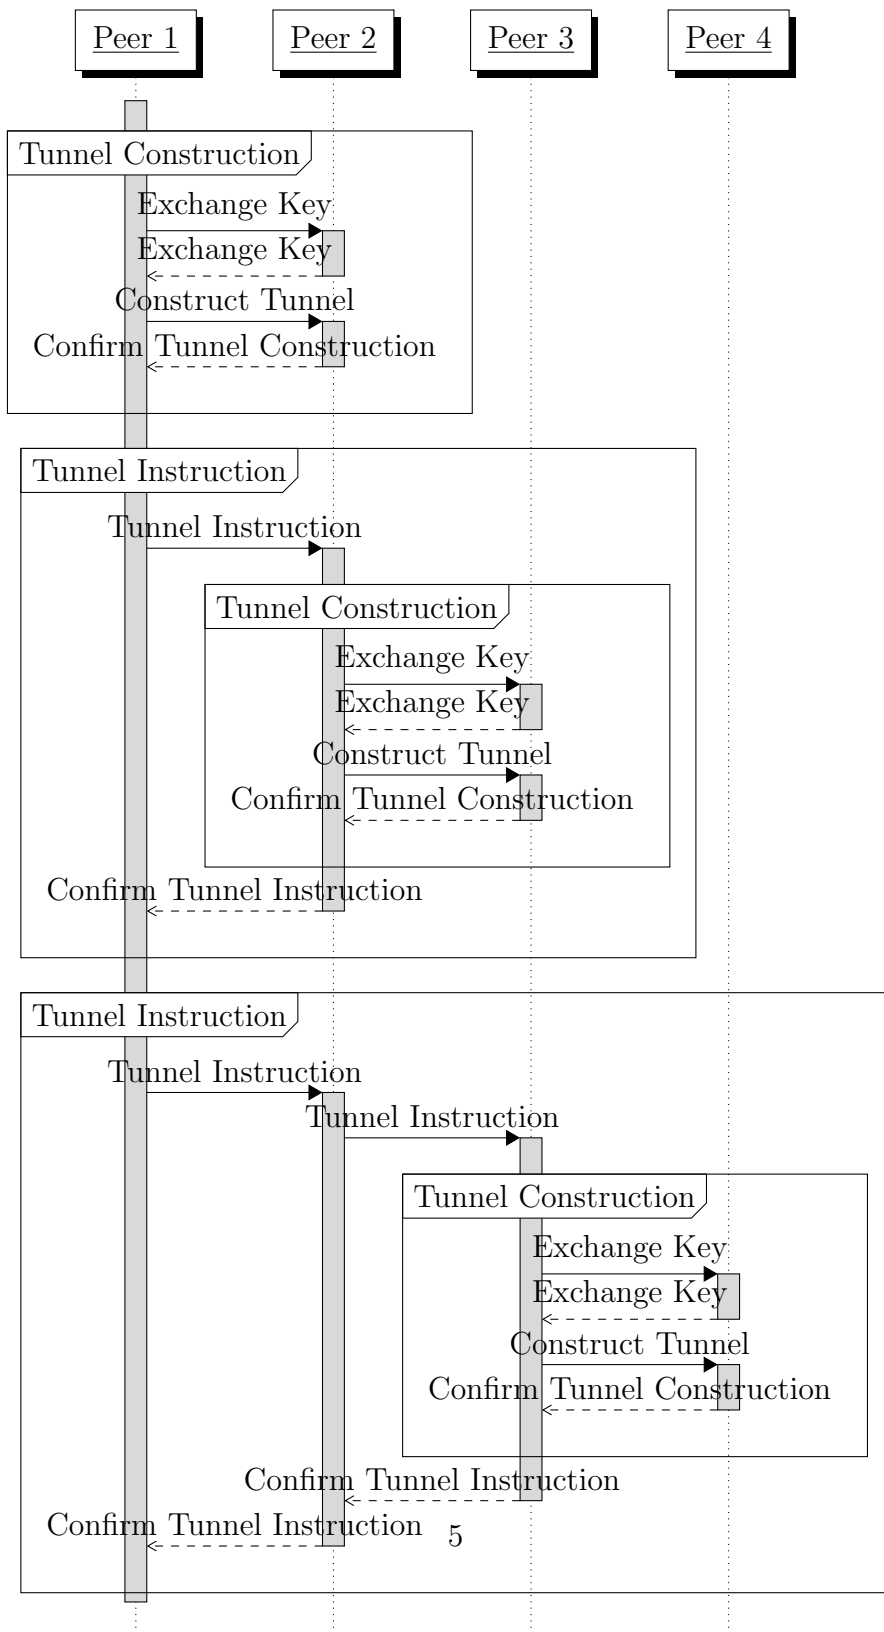 Peer 1
Peer 2
Peer 3
Peer 4
Tunnel Construction
Exchange Key
Exchange Key
Construct Tunnel
Confirm Tunnel Construction
Tunnel Instruction
Tunnel Instruction
Tunnel Construction
Exchange Key
Exchange Key
Construct Tunnel
Confirm Tunnel Construction
Confirm Tunnel Instruction
Tunnel Instruction
Tunnel Instruction
Tunnel Instruction
Tunnel Construction
Exchange Key
Exchange Key
Construct Tunnel
Confirm Tunnel Construction
Confirm Tunnel Instruction
Confirm Tunnel Instruction
5